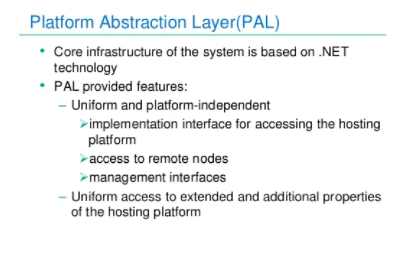 Platform Abstraction Layer(PAL)
• Core infrastructure of the system is based on .NET
technology
• PAL provided features:
– Uniform and platform-independent
➢implementation interface for accessing the hosting
platform
➢access to remote nodes
➢management interfaces
– Uniform access to extended and additional properties
of the hosting platform